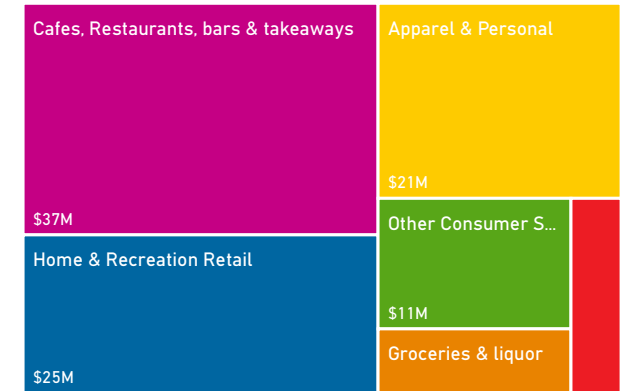 Cafes, Restaurants, bars & takeaways
$37M
Home & Recreation Retail
$25M
Apparel & Personal
$21M
Other Consumer S...
$11M
Groceries & liquor